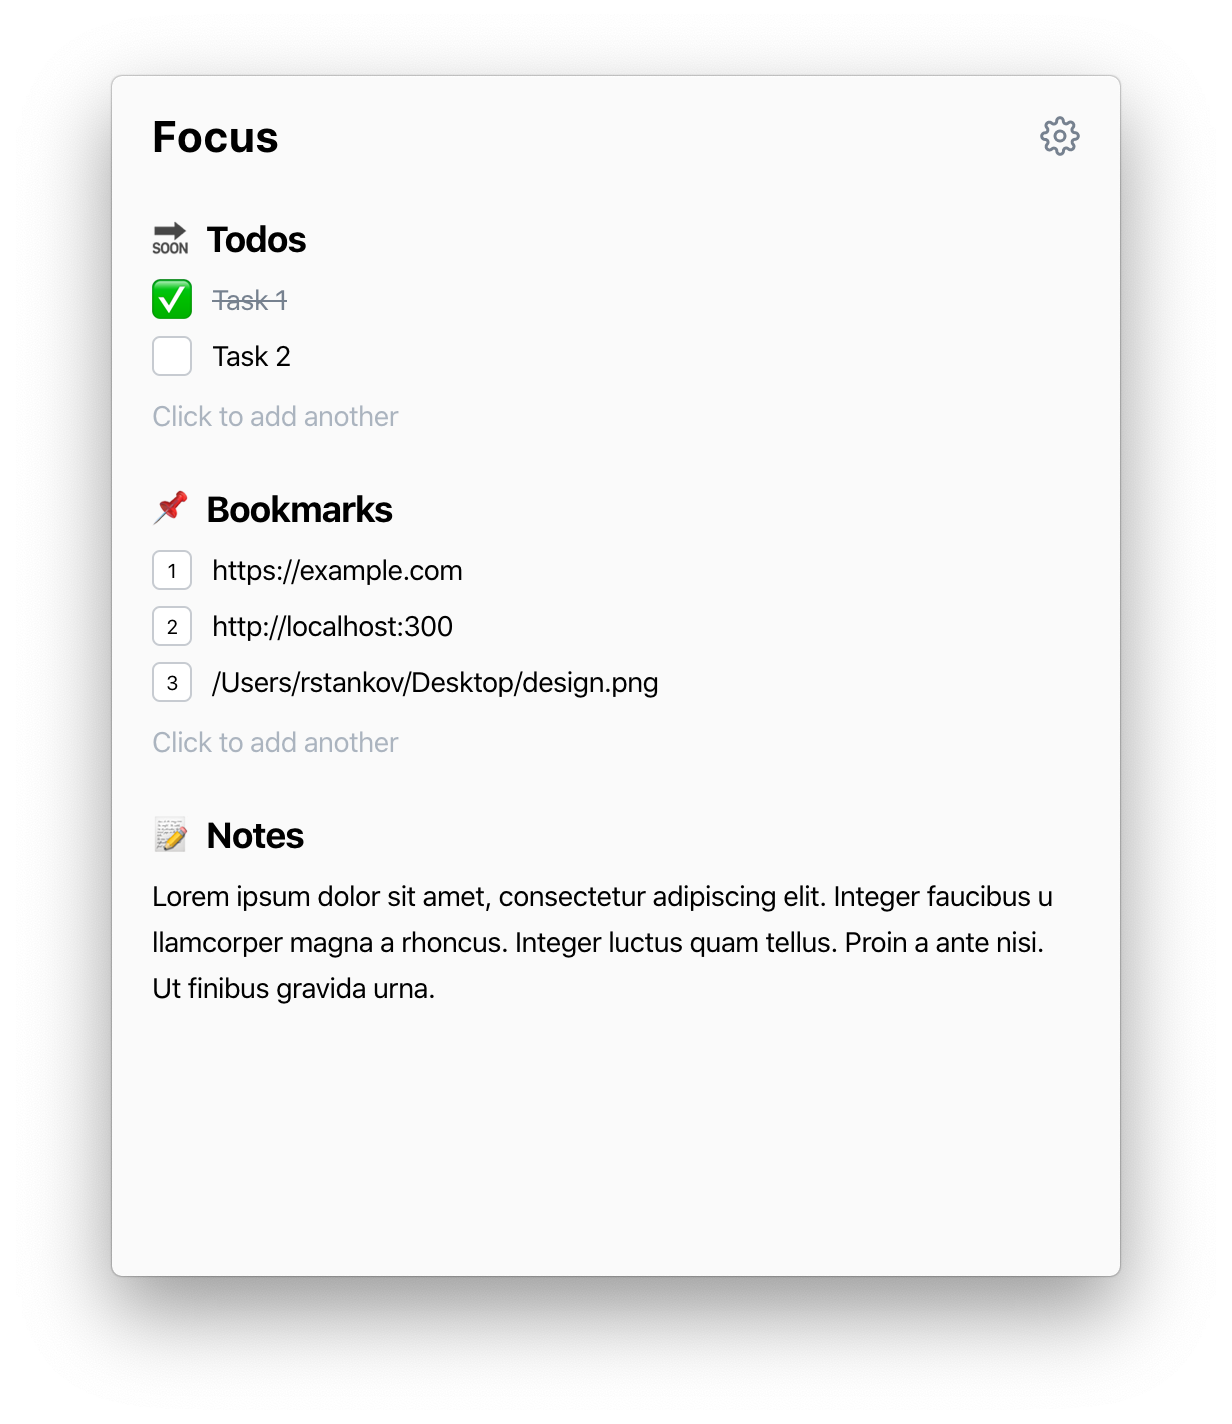 Focus
SOON Todos
Task 1
Task 2
Click to add another
Bookmarks
1 https://example.com
2 http://localhost:300
3 /Users/rstankov/Desktop/design.png
Click to add another
Notes
Lorem ipsum dolor sit amet, consectetur adipiscing elit. Integer faucibus u
llamcorper magna a rhoncus. Integer luctus quam tellus. Proin a ante nisi.
Ut finibus gravida urna.